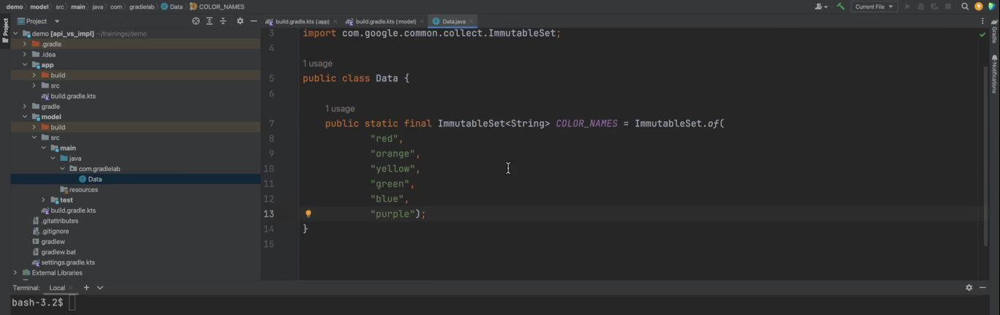 demo model src main java com gradlelab Data COLOR_NAMES
Current File
Project
build.gradle.kts (:app)
build.gradle.kts (:model)
Data.java
Project
Gradle
Notifications
demo [api_vs_impl] ~/trainings/demo
.gradle
.idea
app
build
src
build.gradle.kts
gradle
model
build
src
main
java
com.gradlelab
Data
resources
test
build.gradle.kts
.gitattributes
.gitignore
gradlew
gradlew.bat
settings.gradle.kts
External Libraries
3 import com.google.common.collect.ImmutableSet;
4
1 usage
5 public class Data {
6
1 usage
7 public static final ImmutableSet<String> COLOR_NAMES = ImmutableSet.of(
8 "red",
9 "orange",
10 "yellow",
11 "green",
12 "blue",
13 "purple");
14 }
15
Terminal: Local
bash-3.2$